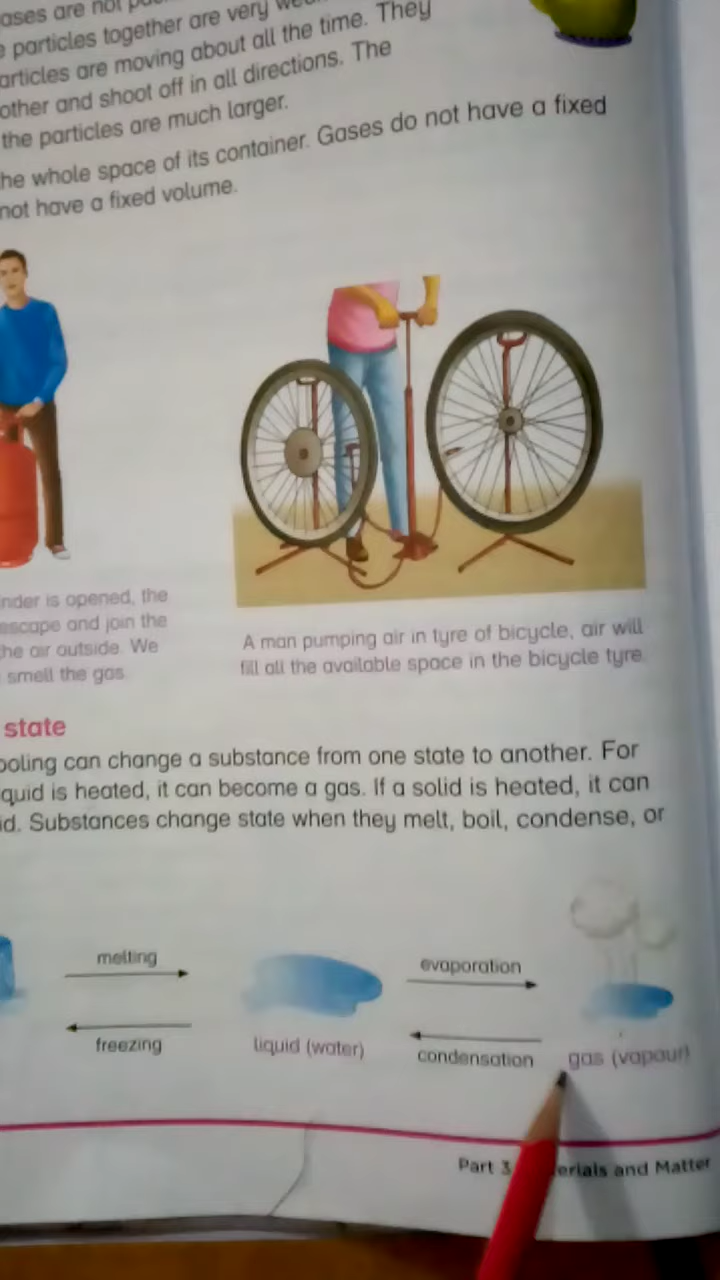 ases are not
particles together are very
articles are moving about all the time. They
other and shoot off in all directions. The
the particles are much larger.
he whole space of its container. Gases do not have a fixed
not have a fixed volume.
nder is opened, the
escape and join the
he air outside. We
smell the gas.
A man pumping air in tyre of bicycle, air will
fill all the available space in the bicycle tyre.
state
ooling can change a substance from one state to another. For
quid is heated, it can become a gas. If a solid is heated, it can
id. Substances change state when they melt, boil, condense, or
melting
evaporation
freezing
liquid (water)
condensation
gas (vapour)
Part 3 erials and Matter